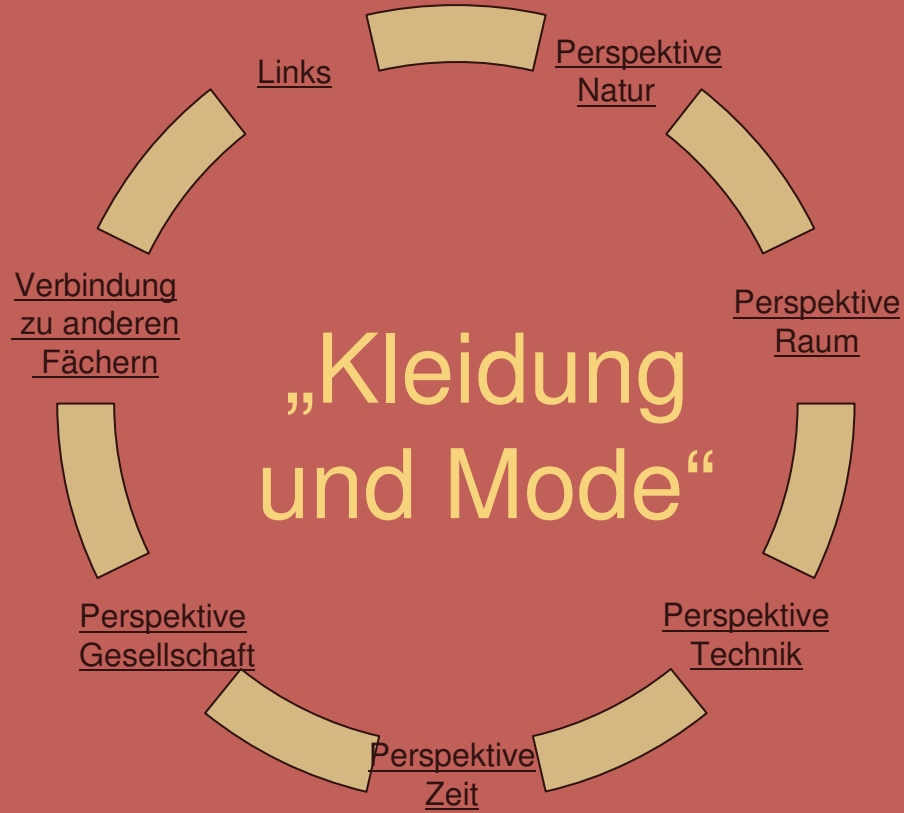 Links
Perspektive
Natur
Verbindung
zu anderen
Fächern
Perspektive
Raum
„Kleidung
und Mode“
Perspektive
Gesellschaft
Perspektive
Technik
Perspektive
Zeit